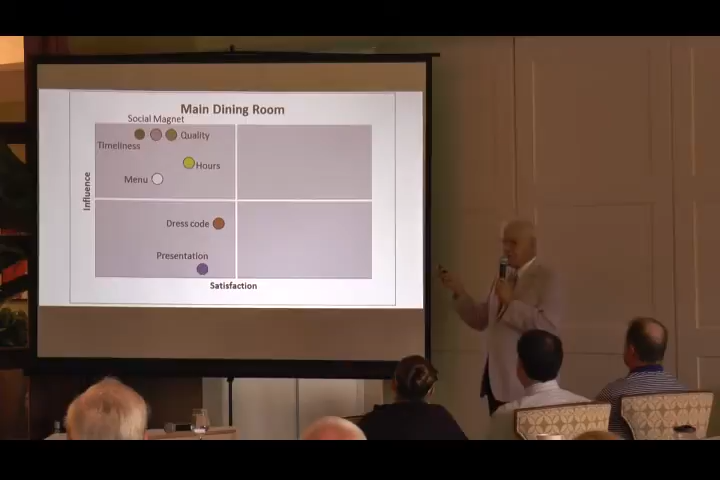 Main Dining Room
Social Magnet
Quality
Timeliness
Hours
Menu
Influence
Dress code
Presentation
Satisfaction